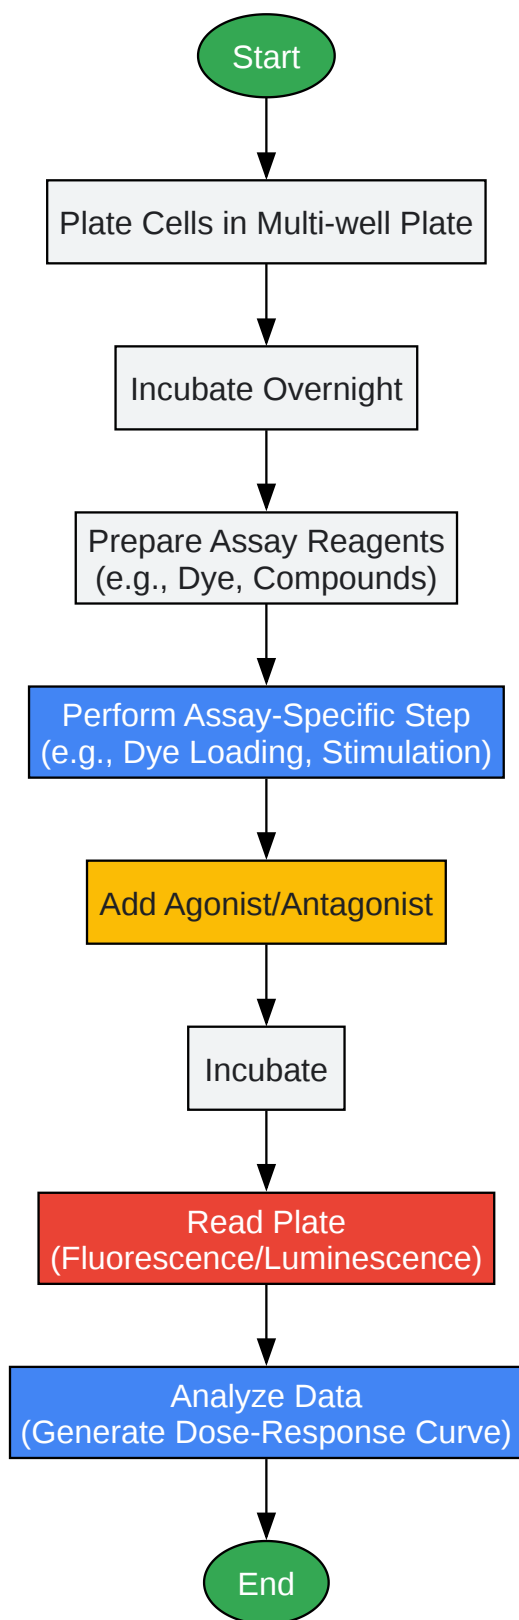 Start
Plate Cells in Multi-well Plate
Incubate Overnight
Prepare Assay Reagents
(e.g., Dye, Compounds)
Perform Assay-Specific Step
(e.g., Dye Loading, Stimulation)
Add Agonist/Antagonist
Incubate
Read Plate
(Fluorescence/Luminescence)
Analyze Data
(Generate Dose-Response Curve)
End